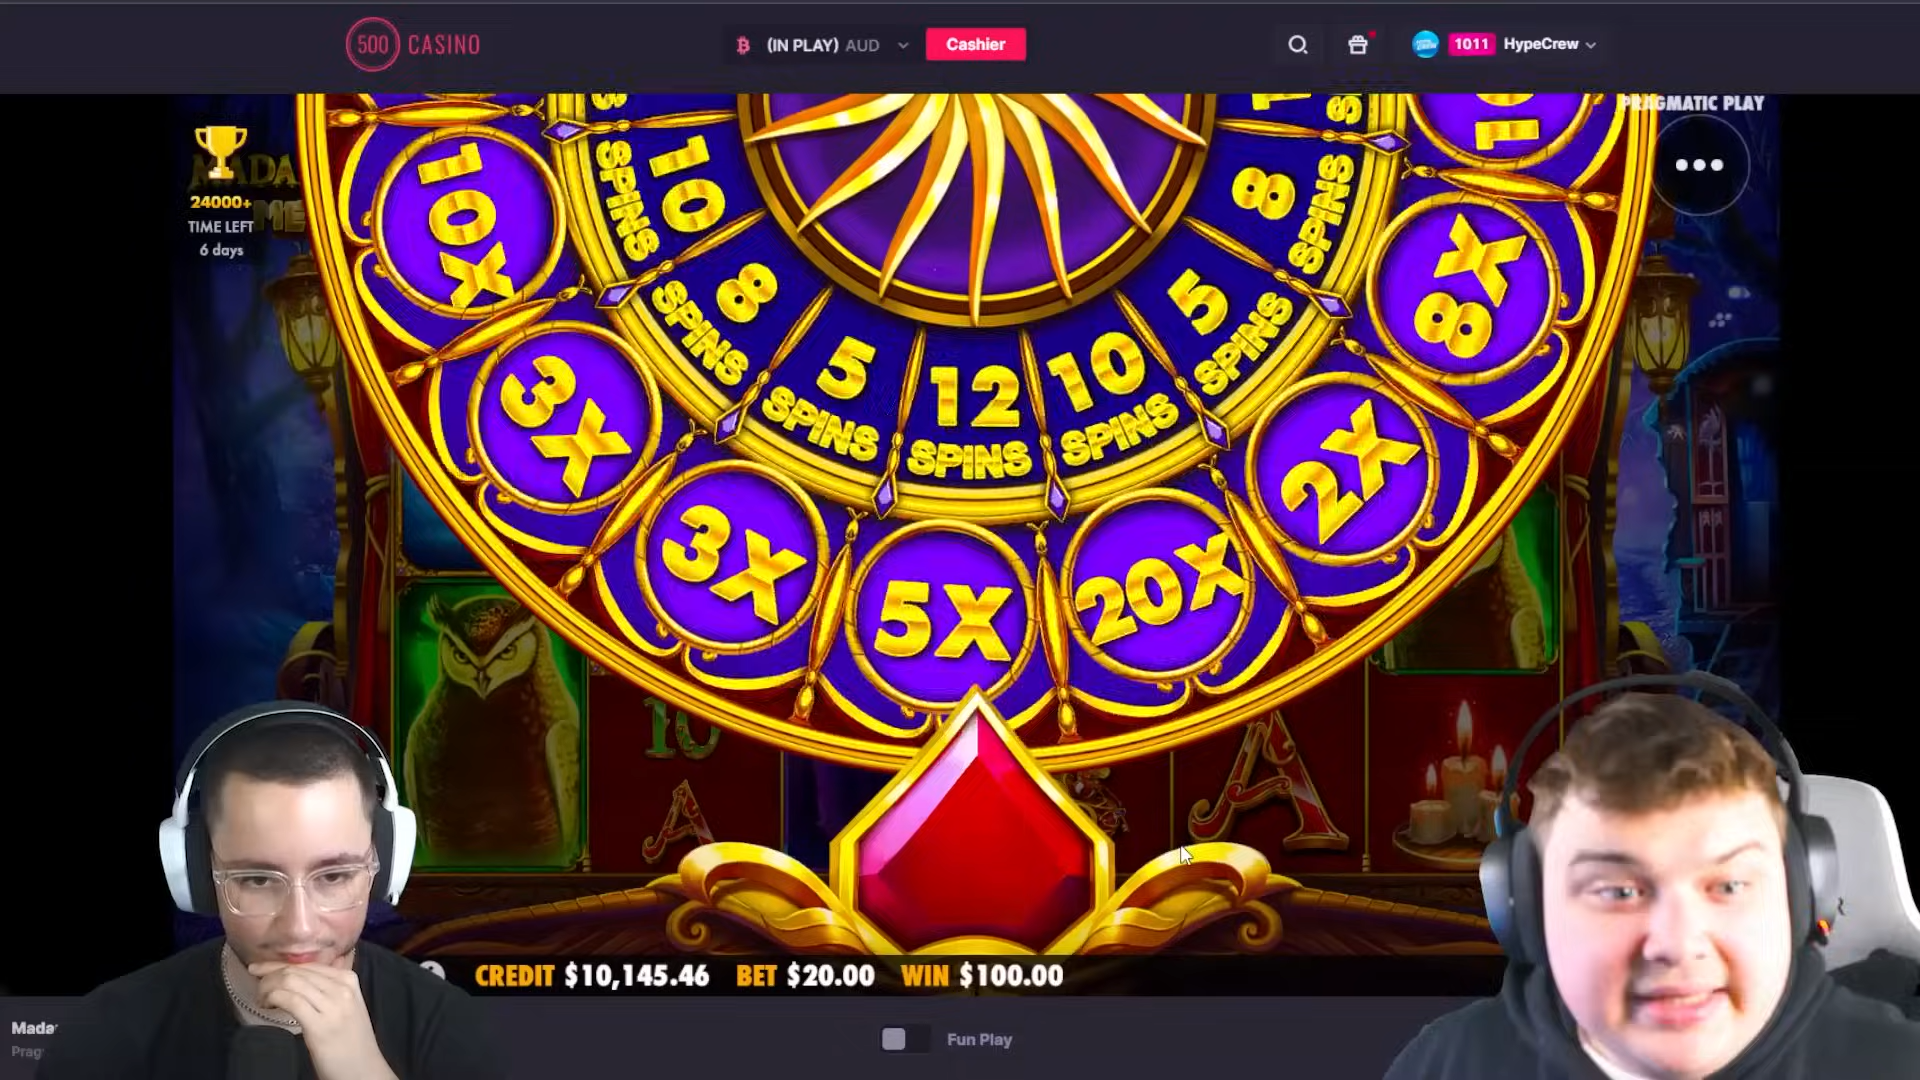 500 CASINO
(IN PLAY) AUD
Cashier
1011 HypeCrew
PRAGMATIC PLAY
24000+
TIME LEFT
6 days
10X
3X
3X
5X
20X
2X
8X
10
SPINS
8
SPINS
5
SPINS
12
SPINS
10
SPINS
5
SPINS
8
SPINS
10
A
A
CREDIT $10,145.46 BET $20.00 WIN $100.00
Fun Play